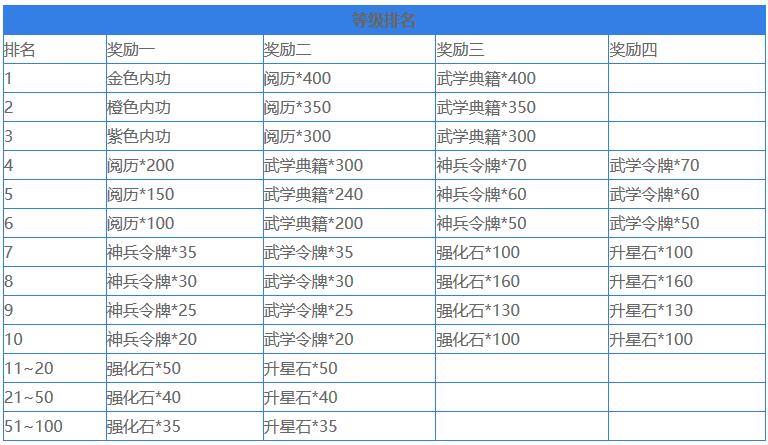 等级排名
排名 奖励一 奖励二 奖励三 奖励四
1 金色内功 阅历*400 武学典籍*400
2 橙色内功 阅历*350 武学典籍*350
3 紫色内功 阅历*300 武学典籍*300
4 阅历*200 武学典籍*300 神兵令牌*70 武学令牌*70
5 阅历*150 武学典籍*240 神兵令牌*60 武学令牌*60
6 阅历*100 武学典籍*200 神兵令牌*50 武学令牌*50
7 神兵令牌*35 武学令牌*35 强化石*100 升星石*100
8 神兵令牌*30 武学令牌*30 强化石*160 升星石*160
9 神兵令牌*25 武学令牌*25 强化石*130 升星石*130
10 神兵令牌*20 武学令牌*20 强化石*100 升星石*100
11~20 强化石*50 升星石*50
21~50 强化石*40 升星石*40
51~100 强化石*35 升星石*35